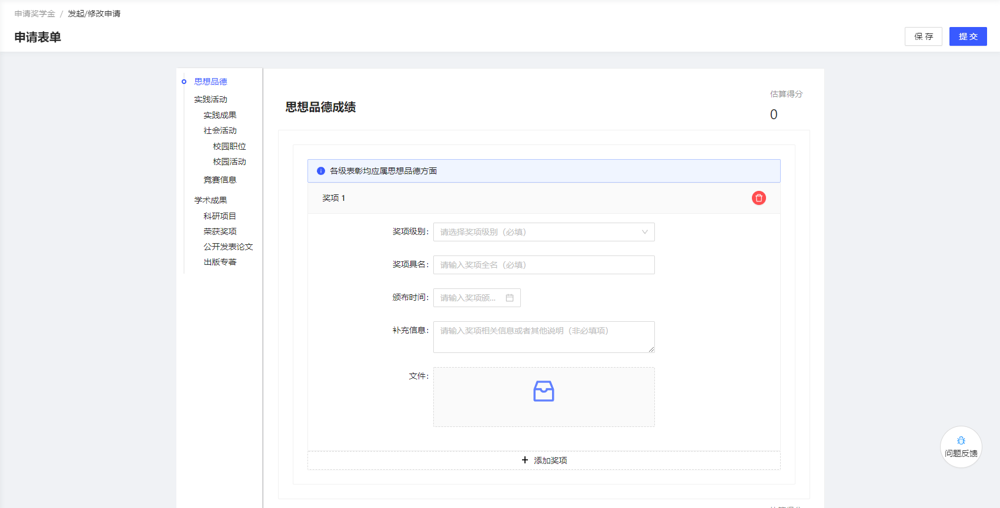 申请奖学金 / 发起/修改申请
申请表单
保 存
提 交
思想品德
实践活动
实践成果
社会活动
校园职位
校园活动
竞赛信息
学术成果
科研项目
荣获奖项
公开发表论文
出版专著
思想品德成绩
估算得分
0
各级表彰均应属思想品德方面
奖项 1
奖项级别:
请选择奖项级别（必填）
奖项具名:
请输入奖项全名（必填）
颁布时间:
请输入奖项颁...
补充信息:
请输入奖项相关信息或者其他说明（非必填项）
文件:
+ 添加奖项
问题反馈